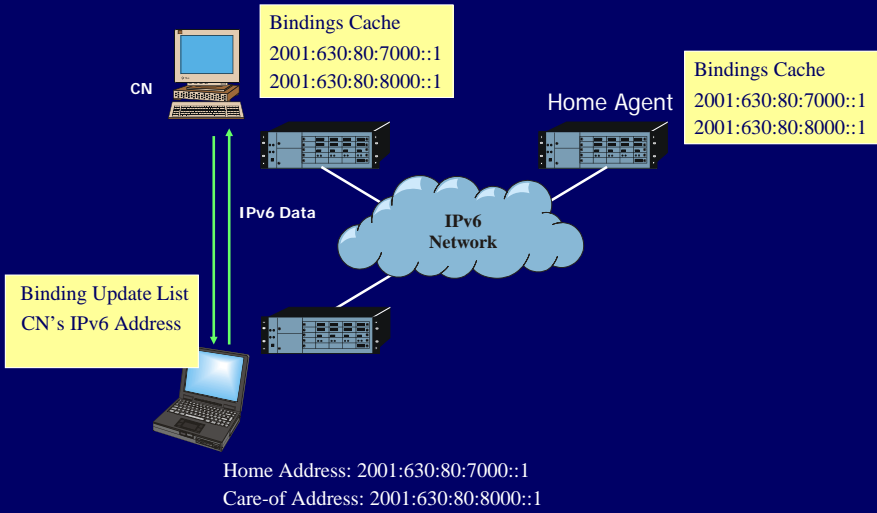 Bindings Cache
2001:630:80:7000::1
2001:630:80:8000::1
CN
Bindings Cache
2001:630:80:7000::1
2001:630:80:8000::1
Home Agent
IPv6 Data
IPv6
Network
Binding Update List
CN’s IPv6 Address
Home Address: 2001:630:80:7000::1
Care-of Address: 2001:630:80:8000::1